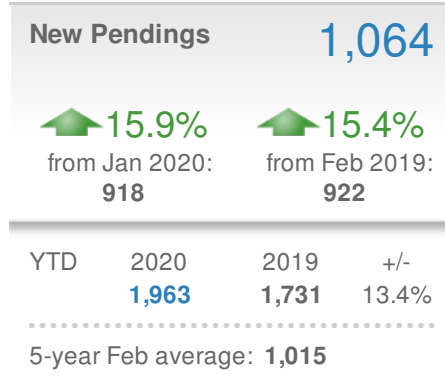 New Pendings 1,064
15.9% 15.4%
from Jan 2020: from Feb 2019:
918 922
YTD 2020 2019 +/-
1,963 1,731 13.4%
5-year Feb average: 1,015